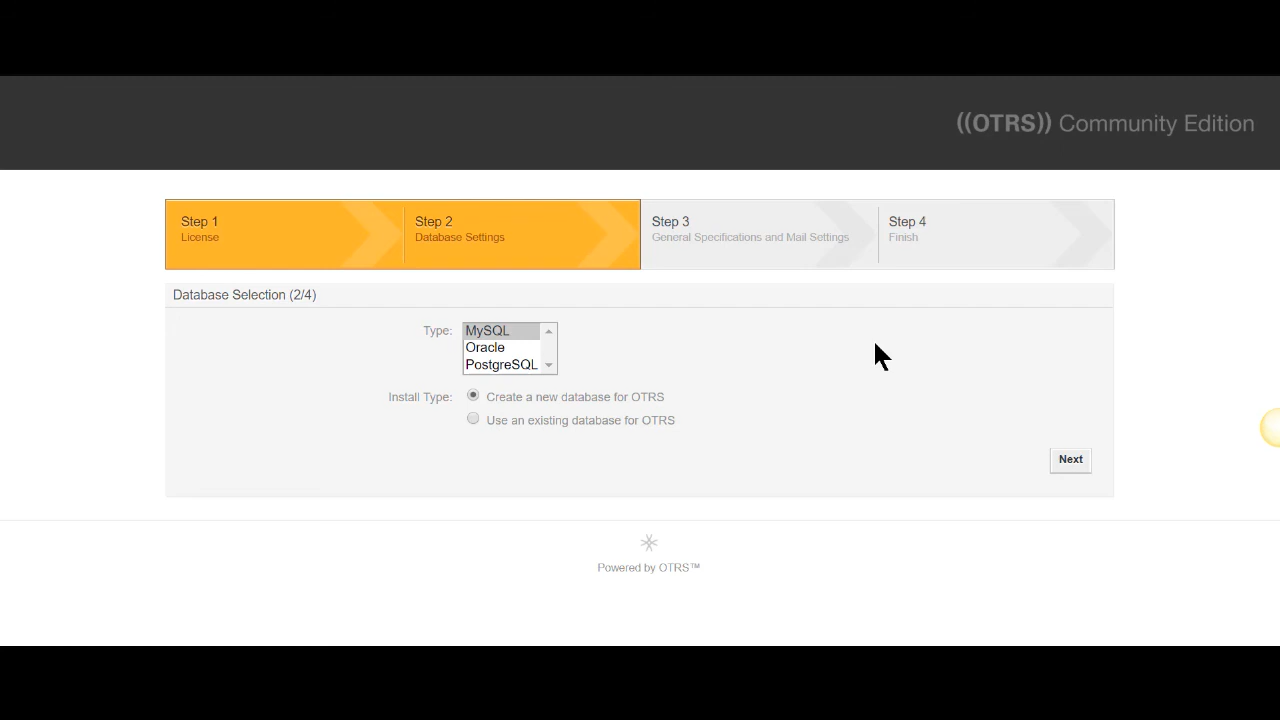 ((OTRS)) Community Edition
Step 1
License
Step 2
Database Settings
Step 3
General Specifications and Mail Settings
Step 4
Finish
Database Selection (2/4)
Type:
MySQL
Oracle
PostgreSQL
Install Type:
Create a new database for OTRS
Use an existing database for OTRS
Next
Powered by OTRS™